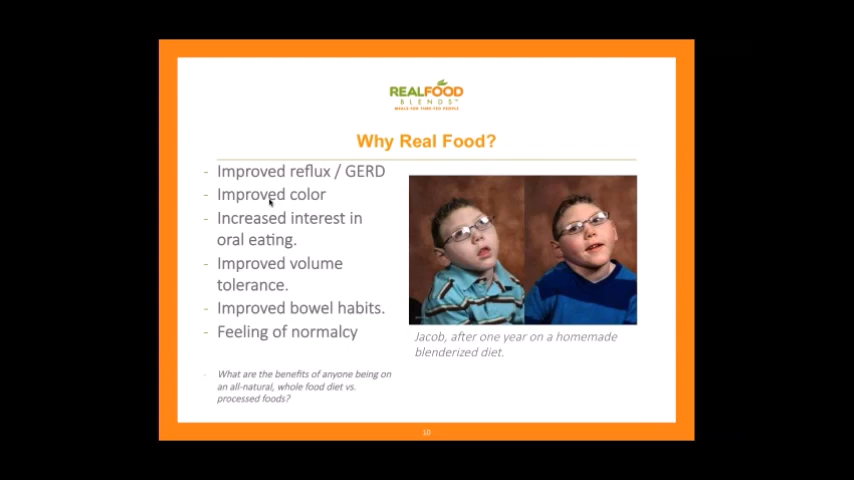 REALFOOD
BLENDS™
MEALS FOR TUBE FED PEOPLE
Why Real Food?
- Improved reflux / GERD
- Improved color
- Increased interest in
oral eating.
- Improved volume
tolerance.
- Improved bowel habits.
- Feeling of normalcy
Jacob, after one year on a homemade
blenderized diet.
- What are the benefits of anyone being on
an all-natural, whole food diet vs.
processed foods?
10